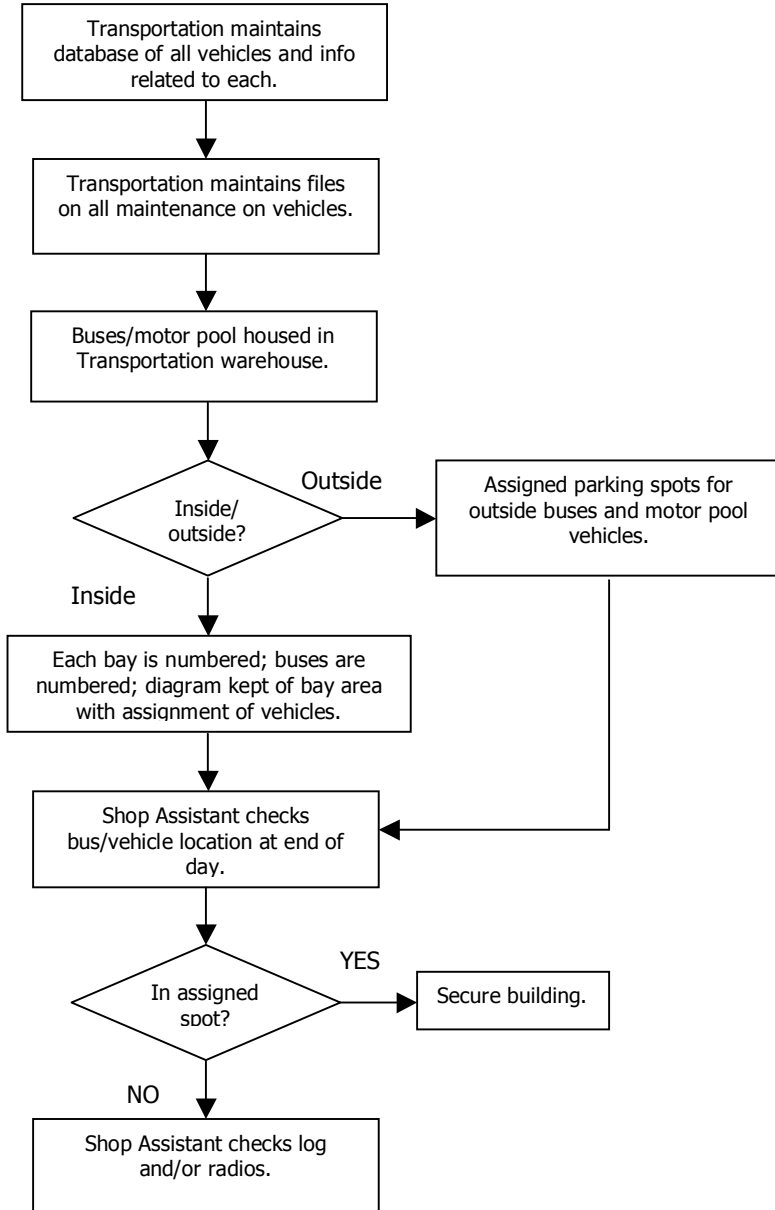 Transportation maintains
database of all vehicles and info
related to each.
Transportation maintains files
on all maintenance on vehicles.
Buses/motor pool housed in
Transportation warehouse.
Inside/
outside?
Outside
Assigned parking spots for
outside buses and motor pool
vehicles.
Inside
Each bay is numbered; buses are
numbered; diagram kept of bay area
with assignment of vehicles.
Shop Assistant checks
bus/vehicle location at end of
day.
In assigned
spot?
YES
Secure building.
NO
Shop Assistant checks log
and/or radios.